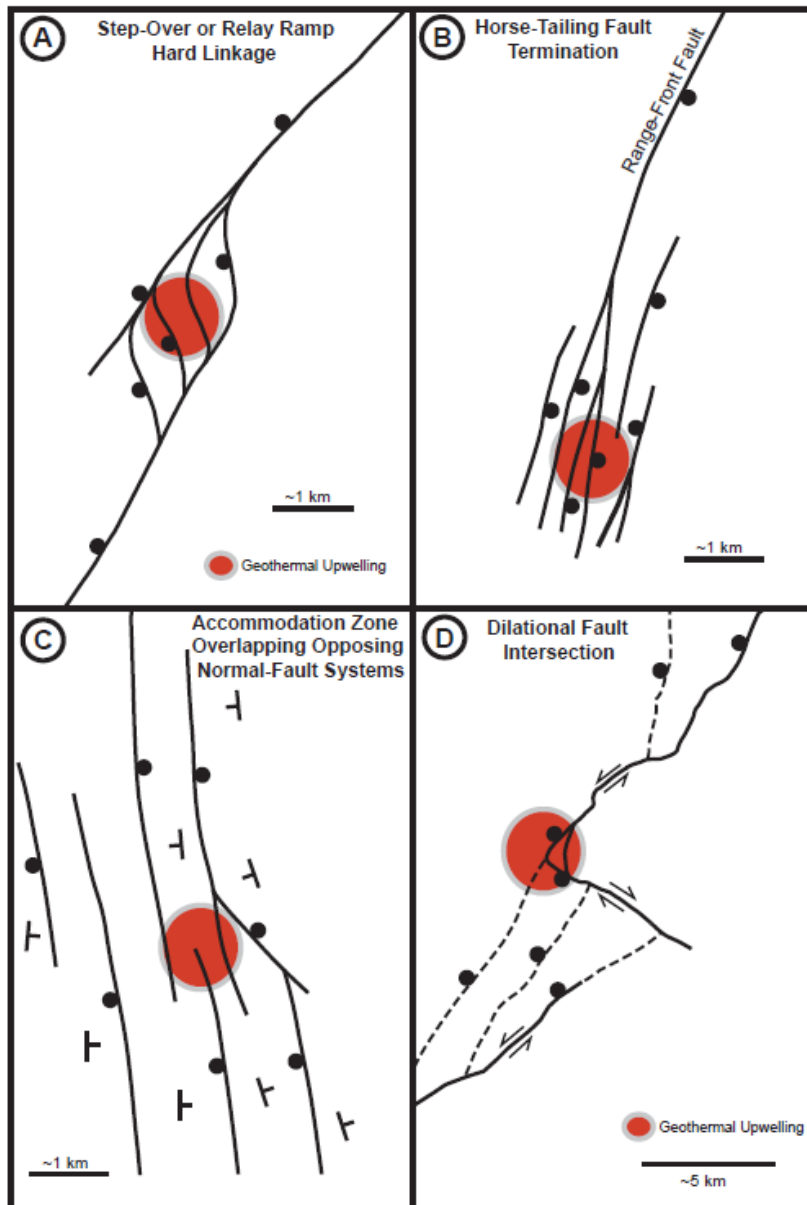 A
Step-Over or Relay Ramp
Hard Linkage
~1 km
Geothermal Upwelling
B
Horse-Tailing Fault
Termination
Range-Front Fault
~1 km
C
Accommodation Zone
Overlapping Opposing
Normal-Fault Systems
~1 km
D
Dilational Fault
Intersection
Geothermal Upwelling
~5 km